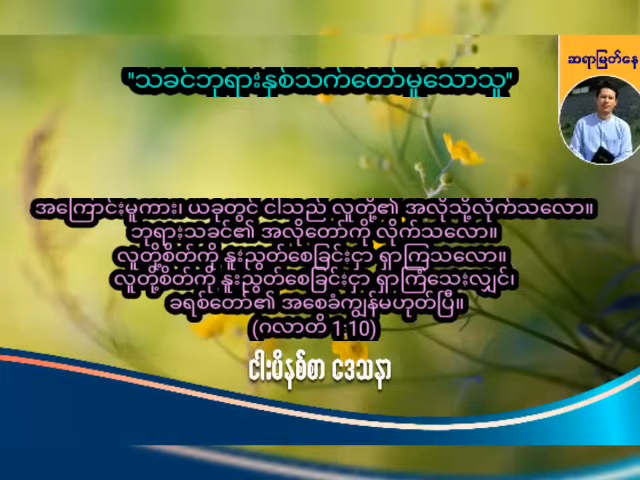 ဆရာမြတ်နေ
"သခင်ဘုရားနှစ်သက်တော်မူသောသူ"
အကြောင်းမူကား၊ ယခုတွင် ငါသည် လူတို့၏ အလိုသို့လိုက်သလော။
ဘုရားသခင်၏ အလိုတော်ကို လိုက်သလော။
လူတို့စိတ်ကို နူးညွတ်စေခြင်းငှာ ရှာကြသလော။
လူတို့စိတ်ကို နူးညွတ်စေခြင်းငှာ ရှာကြံသေးလျှင်၊
ခရစ်တော်၏ အစေခံကျွန်မဟုတ်ပြီ။
(ဂလာတိ 1:10)
ငါးမိနစ်စာ ဒေသနာ